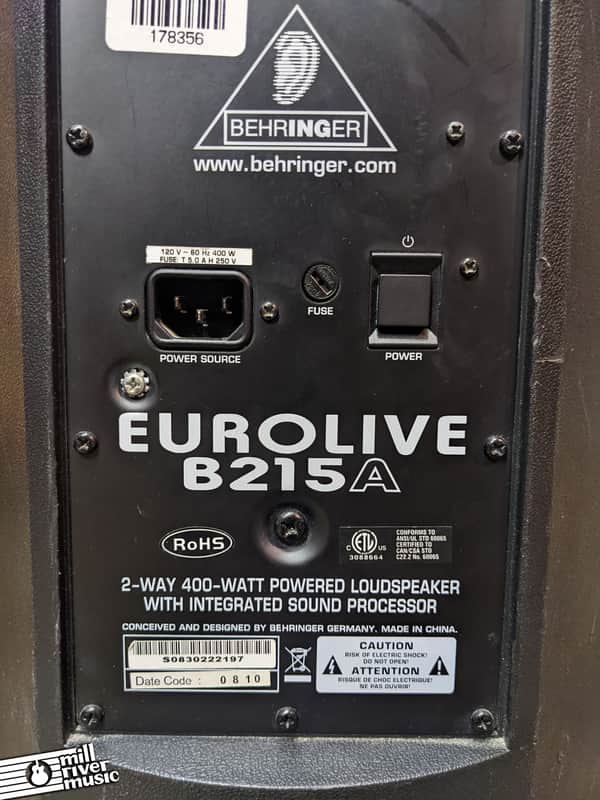 178356
BEHRINGER
www.behringer.com
120 V ~ 60 Hz 400 W
FUSE: T 5.0 A H 250 V
POWER SOURCE
FUSE
POWER
EUROLIVE
B215A
RoHS
C ETL US
3088664
CONFORMS TO
ANSI/UL STD 60065
CERTIFIED TO
CAN/CSA STD
C22.2 No. 60065
2-WAY 400-WATT POWERED LOUDSPEAKER
WITH INTEGRATED SOUND PROCESSOR
CONCEIVED AND DESIGNED BY BEHRINGER GERMANY. MADE IN CHINA.
S0830222197
Date Code : 0810
CAUTION
RISK OF ELECTRIC SHOCK!
DO NOT OPEN!
ATTENTION
RISQUE DE CHOC ELECTRIQUE!
NE PAS OUVRIR!
mill
river
music